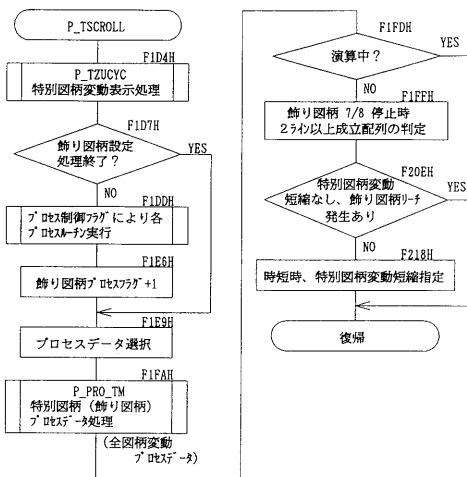 P_TSCROLL
F1D4H
P_TZUCYC
特別図柄変動表示処理
F1D7H
飾り図柄設定
処理終了？
YES
NO
F1DDH
ﾌﾟﾛｾｽ制御ﾌﾗｸﾞにより各
ﾌﾟﾛｾｽﾙｰﾁﾝ実行
F1E6H
飾り図柄ﾌﾟﾛｾｽﾌﾗｸﾞ+1
F1E9H
プロセスデータ選択
F1FAH
P_PRO_TM
特別図柄（飾り図柄）
ﾌﾟﾛｾｽﾃﾞｰﾀ処理
(全図柄変動
ﾌﾟﾛｾｽﾃﾞｰﾀ)
F1FDH
演算中？
YES
NO
F1FFH
飾り図柄 7/8 停止時
2ﾗｲﾝ以上成立配列の判定
F20EH
特別図柄変動
短縮なし、飾り図柄ﾘｰﾁ
発生あり
YES
NO
F218H
時短時、特別図柄変動短縮指定
復帰